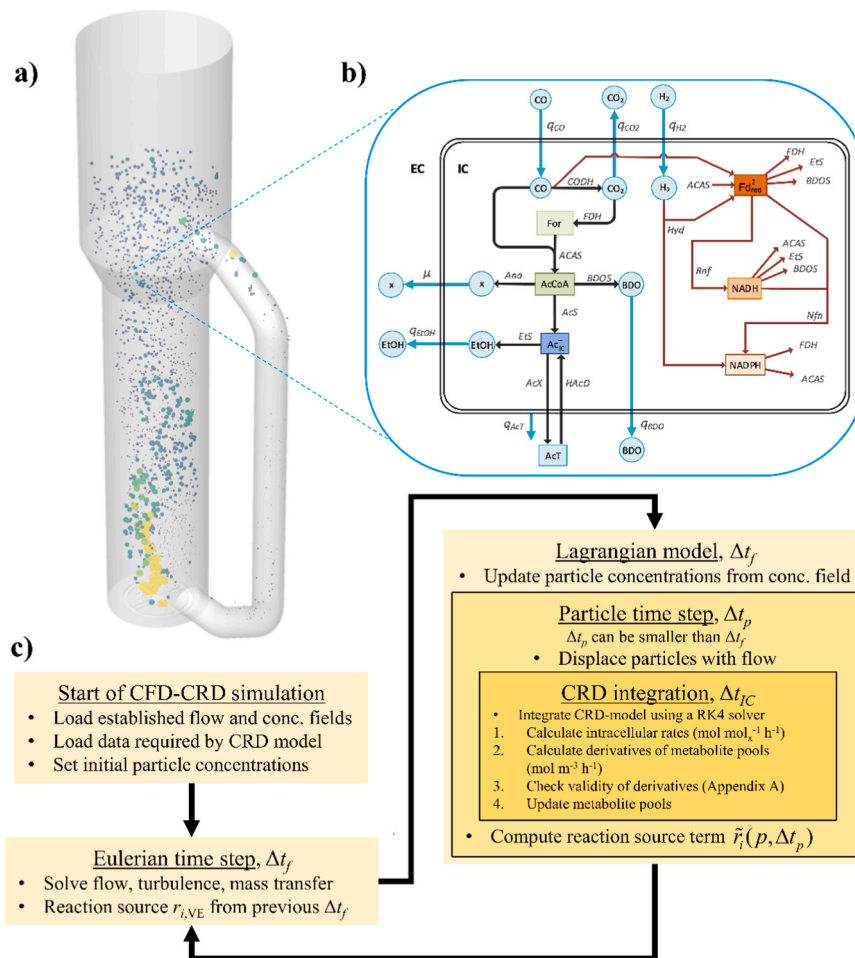 a)
b)
CO
CO2
H2
qCO
qCO2
qH2
EC
IC
CO
CODH
CO2
H2
ACAS
Fd2red
FDH
EtS
BDOS
For
FDH
Hyd
ACAS
Rnf
ACAS
EtS
BDOS
NADH
x
μ
x
Ana
AcCoA
BDOS
BDO
AcS
Nfn
EtOH
qEtOH
EtOH
EtS
Ac-IC
NADPH
FDH
ACAS
AcX
HAcD
qAcT
AcT
qBDO
BDO
c)
Start of CFD-CRD simulation
• Load established flow and conc. fields
• Load data required by CRD model
• Set initial particle concentrations
Eulerian time step, Δtf
• Solve flow, turbulence, mass transfer
• Reaction source ri,VE from previous Δtf
Lagrangian model, Δtf
• Update particle concentrations from conc. field
Particle time step, Δtp
Δtp can be smaller than Δtf
• Displace particles with flow
CRD integration, ΔtIC
• Integrate CRD-model using a RK4 solver
1. Calculate intracellular rates (mol molx-1 h-1)
2. Calculate derivatives of metabolite pools
(mol m-3 h-1)
3. Check validity of derivatives (Appendix A)
4. Update metabolite pools
• Compute reaction source term r̃i(p,Δtp)